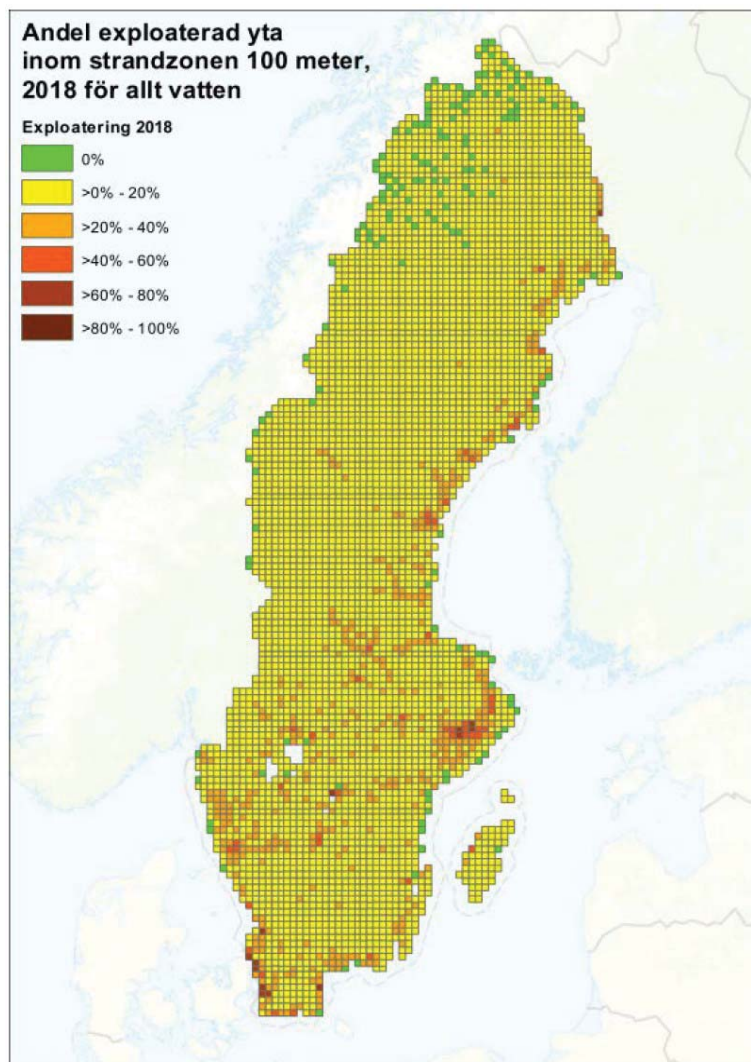 Andel exploaterad yta
inom strandzonen 100 meter,
2018 för allt vatten
Exploatering 2018
0%
>0% - 20%
>20% - 40%
>40% - 60%
>60% - 80%
>80% - 100%